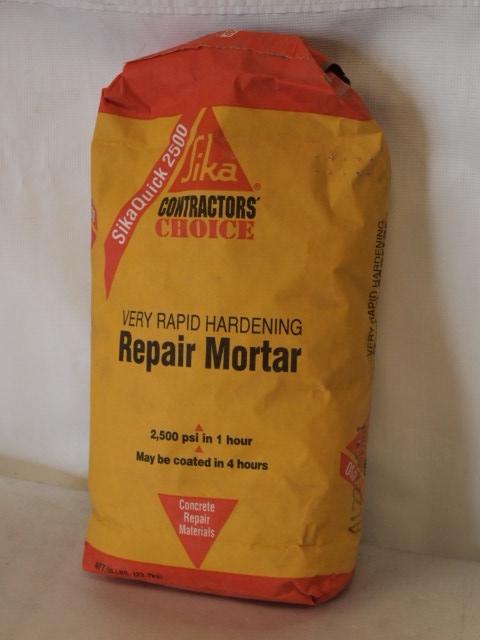 SikaQuick 2500
Sika®
CONTRACTORS'
CHOICE
VERY RAPID HARDENING
Repair Mortar
2,500 psi in 1 hour
May be coated in 4 hours
Concrete
Repair
Materials
VERY RAPID HARDENING